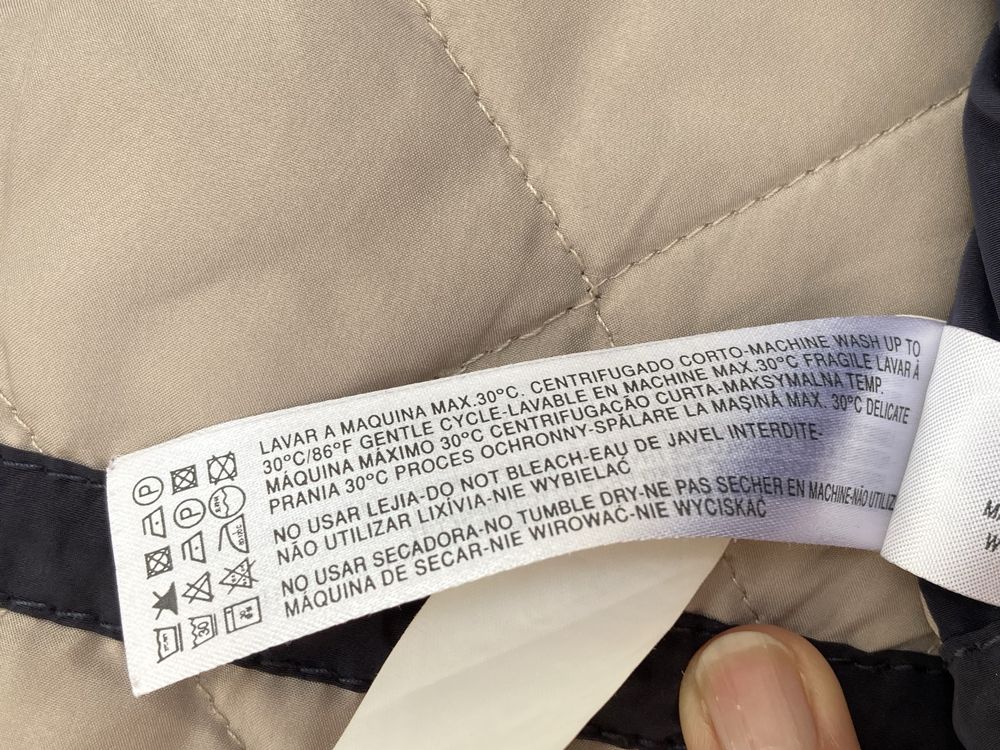 LAVAR A MAQUINA MAX.30°C. CENTRIFUGADO CORTO-MACHINE WASH UP TO
30°C/86°F GENTLE CYCLE-LAVABLE EN MACHINE MAX.30°C FRAGILE LAVAR À
MÁQUINA MÁXIMO 30°C CENTRIFUGAÇÃO CURTA-MAKSYMALNA TEMP.
PRANIA 30°C PROCES OCHRONNY-SPĂLARE LA MAŞINĂ MAX. 30°C DELICATE
NO USAR LEJIA-DO NOT BLEACH-EAU DE JAVEL INTERDITE-
NÃO UTILIZAR LIXÍVIA-NIE WYBIELAĆ
NO USAR SECADORA-NO TUMBLE DRY-NE PAS SECHER EN MACHINE-NÃO UTILIZ
MÁQUINA DE SECAR-NIE WIROWAĆ-NIE WYCISKAĆ
P
P
30